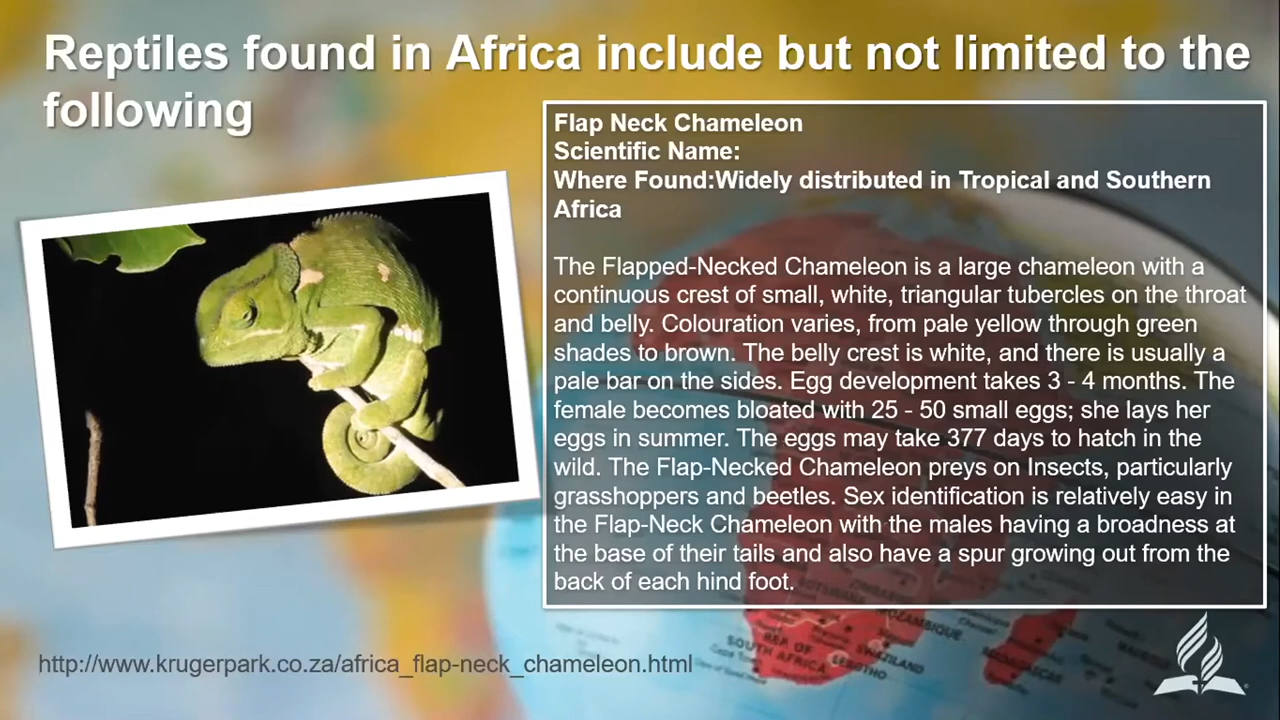 Reptiles found in Africa include but not limited to the
following
Flap Neck Chameleon
Scientific Name:
Where Found:Widely distributed in Tropical and Southern
Africa
The Flapped-Necked Chameleon is a large chameleon with a
continuous crest of small, white, triangular tubercles on the throat
and belly. Colouration varies, from pale yellow through green
shades to brown. The belly crest is white, and there is usually a
pale bar on the sides. Egg development takes 3 - 4 months. The
female becomes bloated with 25 - 50 small eggs; she lays her
eggs in summer. The eggs may take 377 days to hatch in the
wild. The Flap-Necked Chameleon preys on Insects, particularly
grasshoppers and beetles. Sex identification is relatively easy in
the Flap-Neck Chameleon with the males having a broadness at
the base of their tails and also have a spur growing out from the
back of each hind foot.
MOZAMBIQUE
SWAZILAND
REP OF
SOUTH AFRICA
LESOTHO
MADAGASCAR
http://www.krugerpark.co.za/africa_flap-neck_chameleon.html